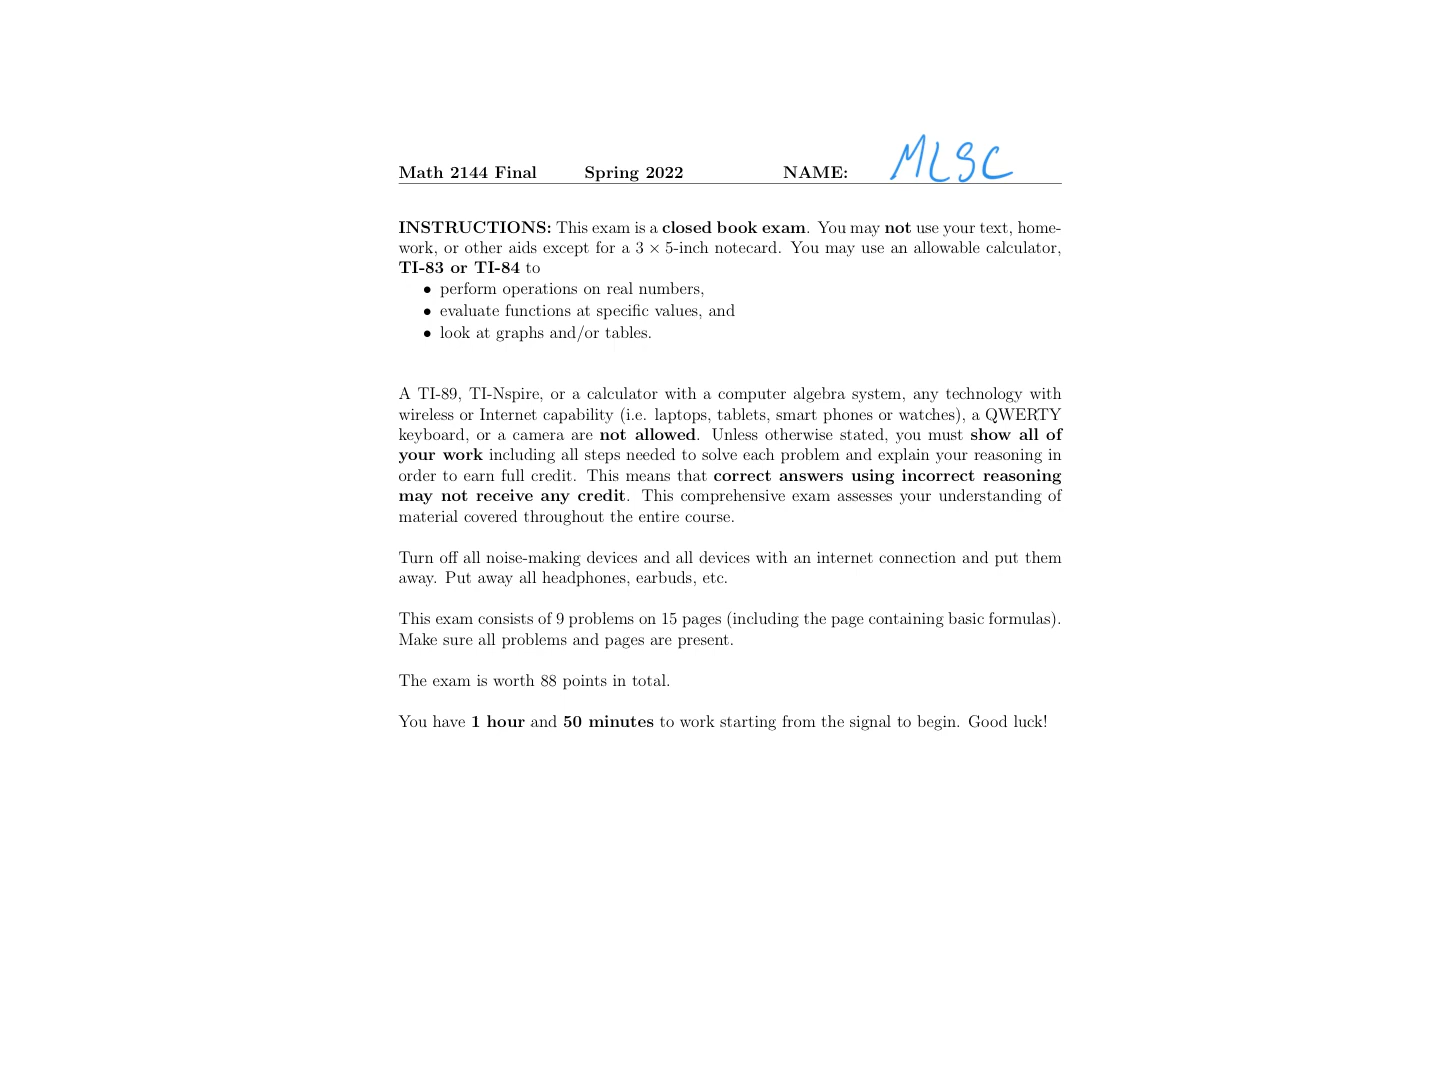 Math 2144 Final Spring 2022 NAME: MLSC
INSTRUCTIONS: This exam is a closed book exam. You may not use your text, home-
work, or other aids except for a 3 × 5-inch notecard. You may use an allowable calculator,
TI-83 or TI-84 to
• perform operations on real numbers,
• evaluate functions at specific values, and
• look at graphs and/or tables.
A TI-89, TI-Nspire, or a calculator with a computer algebra system, any technology with
wireless or Internet capability (i.e. laptops, tablets, smart phones or watches), a QWERTY
keyboard, or a camera are not allowed. Unless otherwise stated, you must show all of
your work including all steps needed to solve each problem and explain your reasoning in
order to earn full credit. This means that correct answers using incorrect reasoning
may not receive any credit. This comprehensive exam assesses your understanding of
material covered throughout the entire course.
Turn off all noise-making devices and all devices with an internet connection and put them
away. Put away all headphones, earbuds, etc.
This exam consists of 9 problems on 15 pages (including the page containing basic formulas).
Make sure all problems and pages are present.
The exam is worth 88 points in total.
You have 1 hour and 50 minutes to work starting from the signal to begin. Good luck!